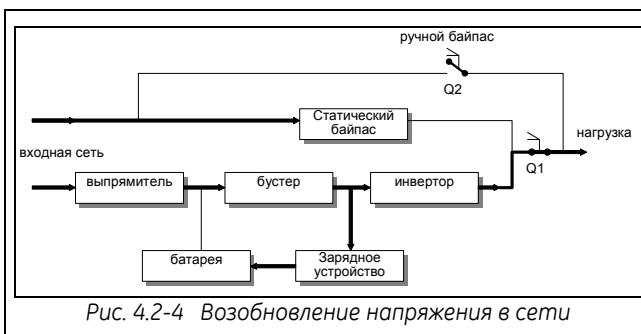 ручной байпас
Q2
Статический
байпас
нагрузка
входная сеть
Q1
выпрямитель
бустер
инвертор
батарея
Зарядное
устройство
Рис. 4.2-4 Возобновление напряжения в сети